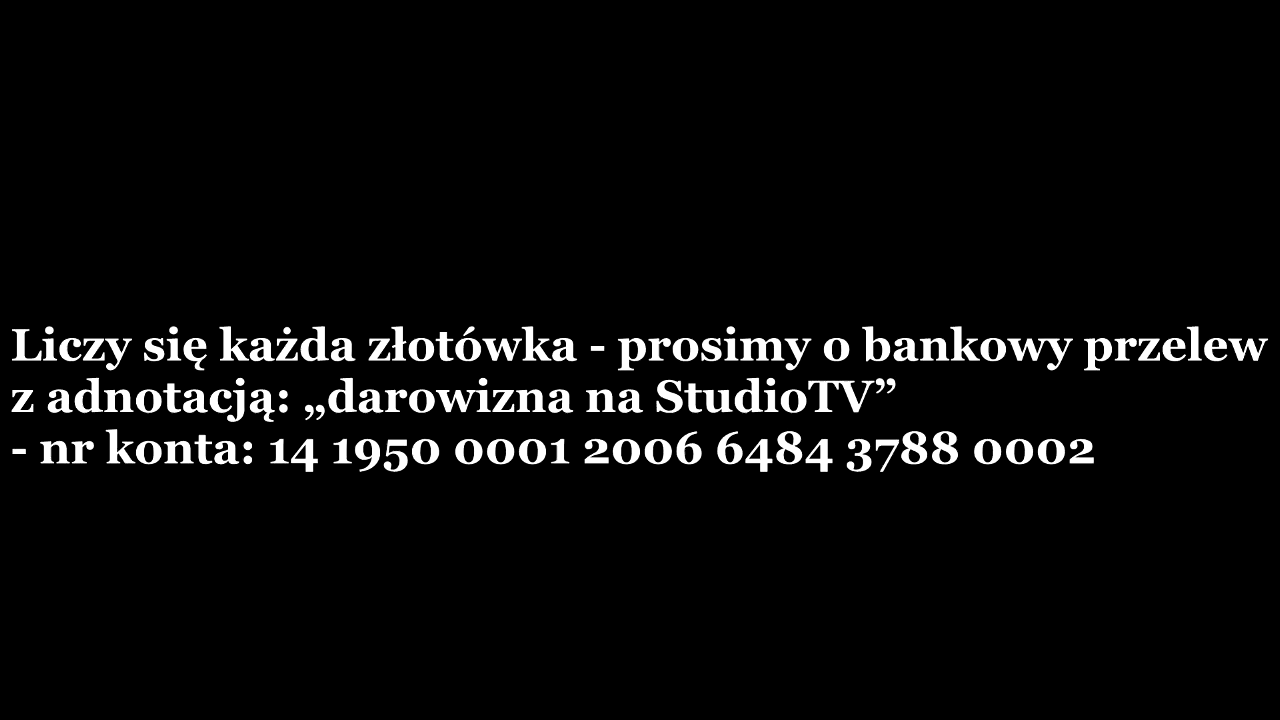 Liczy się każda złotówka - prosimy o bankowy przelew
z adnotacją: „darowizna na StudioTV”
- nr konta: 14 1950 0001 2006 6484 3788 0002